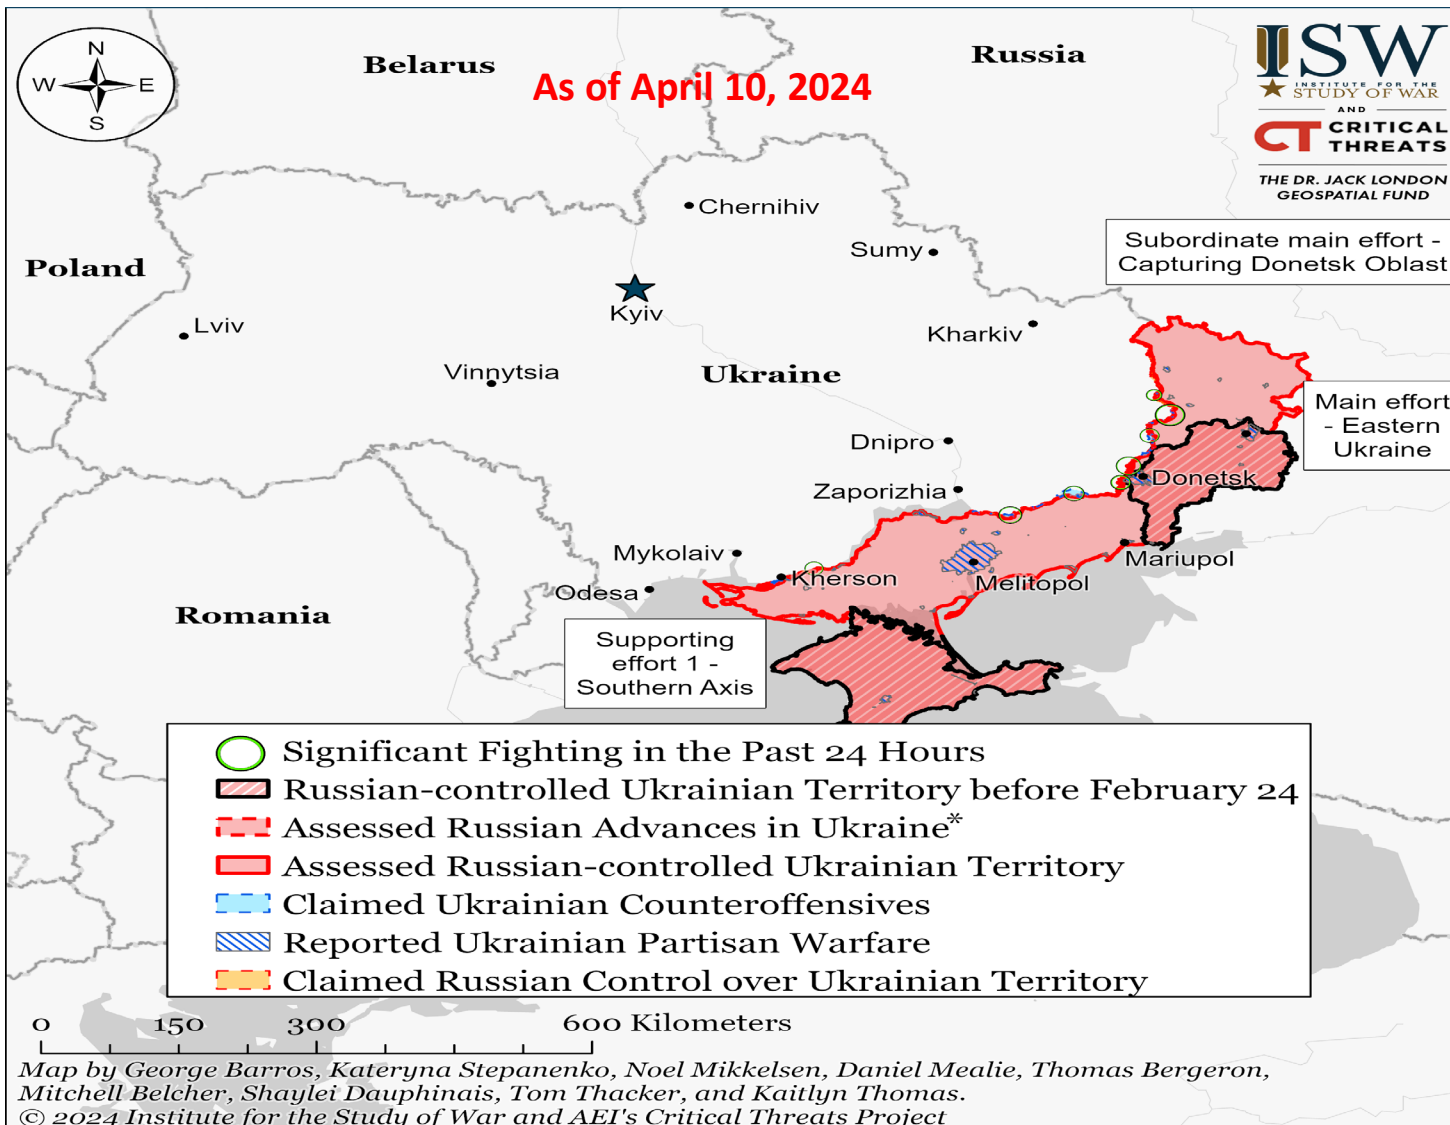 N
W
E
S
Belarus
As of April 10, 2024
Russia
ISW
INSTITUTE FOR THE
STUDY OF WAR
AND
CT CRITICAL
THREATS
THE DR. JACK LONDON
GEOSPATIAL FUND
Chernihiv
Sumy
Subordinate main effort -
Capturing Donetsk Oblast
Poland
Kyiv
Lviv
Kharkiv
Vinnytsia
Ukraine
Main effort
- Eastern
Ukraine
Dnipro
Donetsk
Zaporizhia
Mykolaiv
Mariupol
Kherson
Melitopol
Odesa
Romania
Supporting
effort 1 -
Southern Axis
Significant Fighting in the Past 24 Hours
Russian-controlled Ukrainian Territory before February 24
Assessed Russian Advances in Ukraine*
Assessed Russian-controlled Ukrainian Territory
Claimed Ukrainian Counteroffensives
Reported Ukrainian Partisan Warfare
Claimed Russian Control over Ukrainian Territory
0 150 300 600 Kilometers
Map by George Barros, Kateryna Stepanenko, Noel Mikkelsen, Daniel Mealie, Thomas Bergeron,
Mitchell Belcher, Shaylei Dauphinais, Tom Thacker, and Kaitlyn Thomas.
© 2024 Institute for the Study of War and AEI's Critical Threats Project